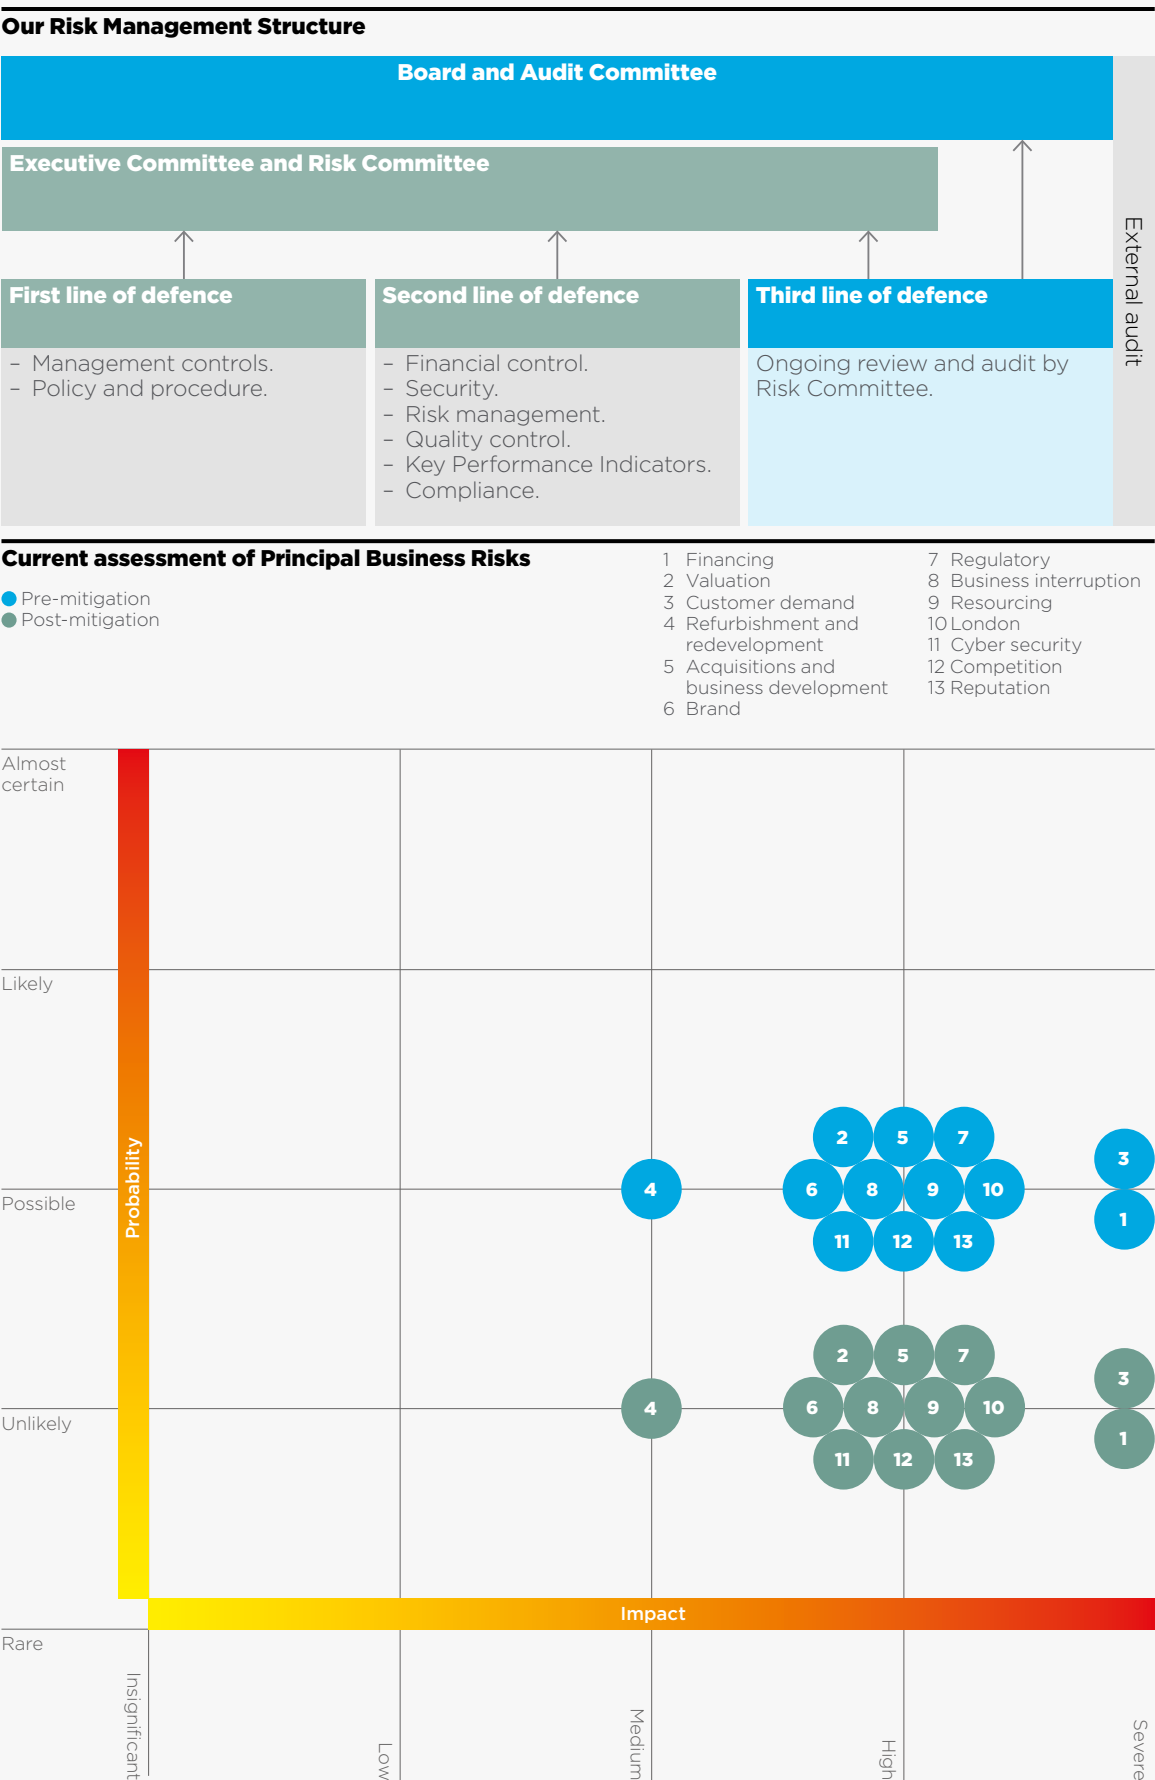 Our Risk Management Structure
Board and Audit Committee
Executive Committee and Risk Committee
External audit
First line of defence
– Management controls.
– Policy and procedure.
Second line of defence
– Financial control.
– Security.
– Risk management.
– Quality control.
– Key Performance Indicators.
– Compliance.
Third line of defence
Ongoing review and audit by
Risk Committee.
Current assessment of Principal Business Risks
Pre-mitigation
Post-mitigation
1 Financing
2 Valuation
3 Customer demand
4 Refurbishment and
redevelopment
5 Acquisitions and
business development
6 Brand
7 Regulatory
8 Business interruption
9 Resourcing
10 London
11 Cyber security
12 Competition
13 Reputation
Almost
certain
Likely
Possible
Unlikely
Rare
Probability
2 5 7
3
4 6 8 9 10
1
11 12 13
2 5 7
3
4 6 8 9 10
1
11 12 13
Impact
Insignificant
Low
Medium
High
Severe